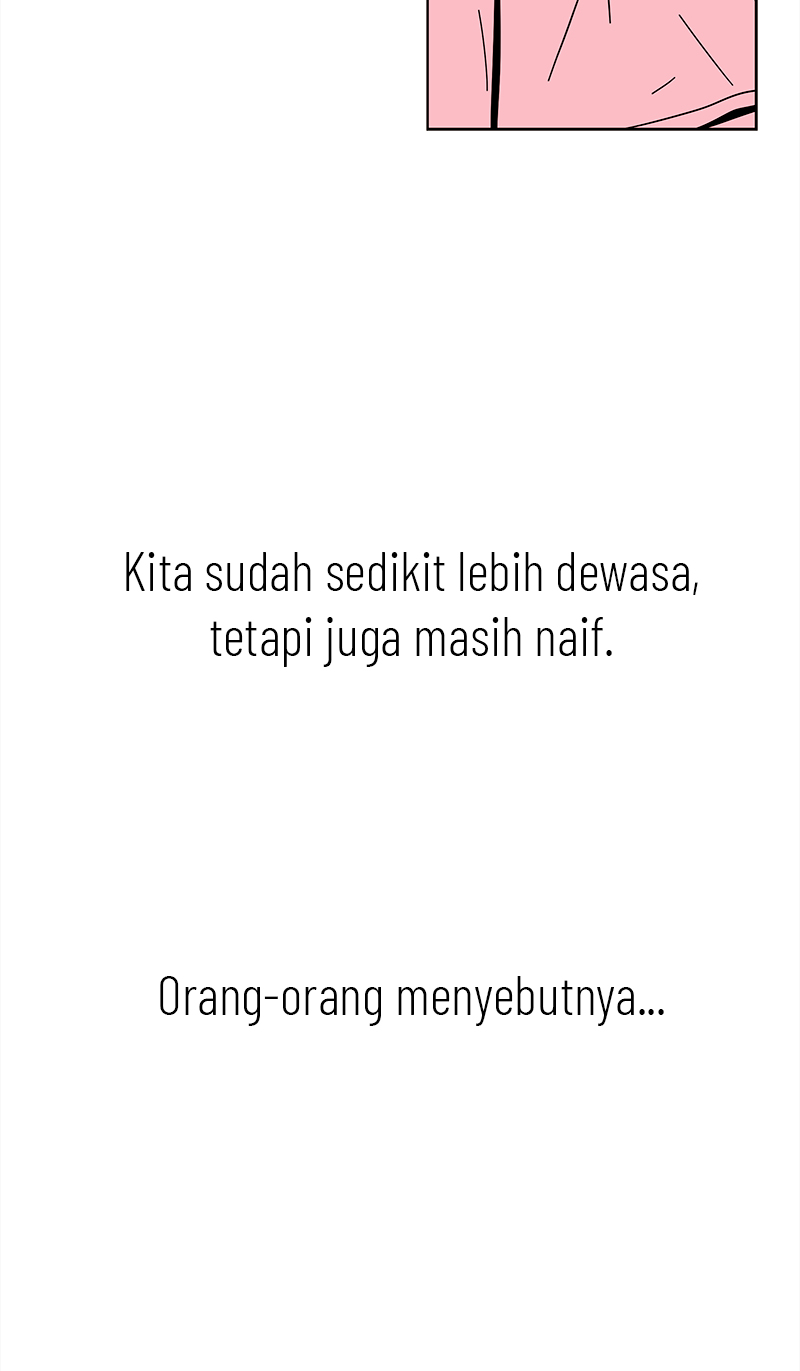 Kita sudah sedikit lebih dewasa,
tetapi juga masih naif.
Orang-orang menyebutnya...